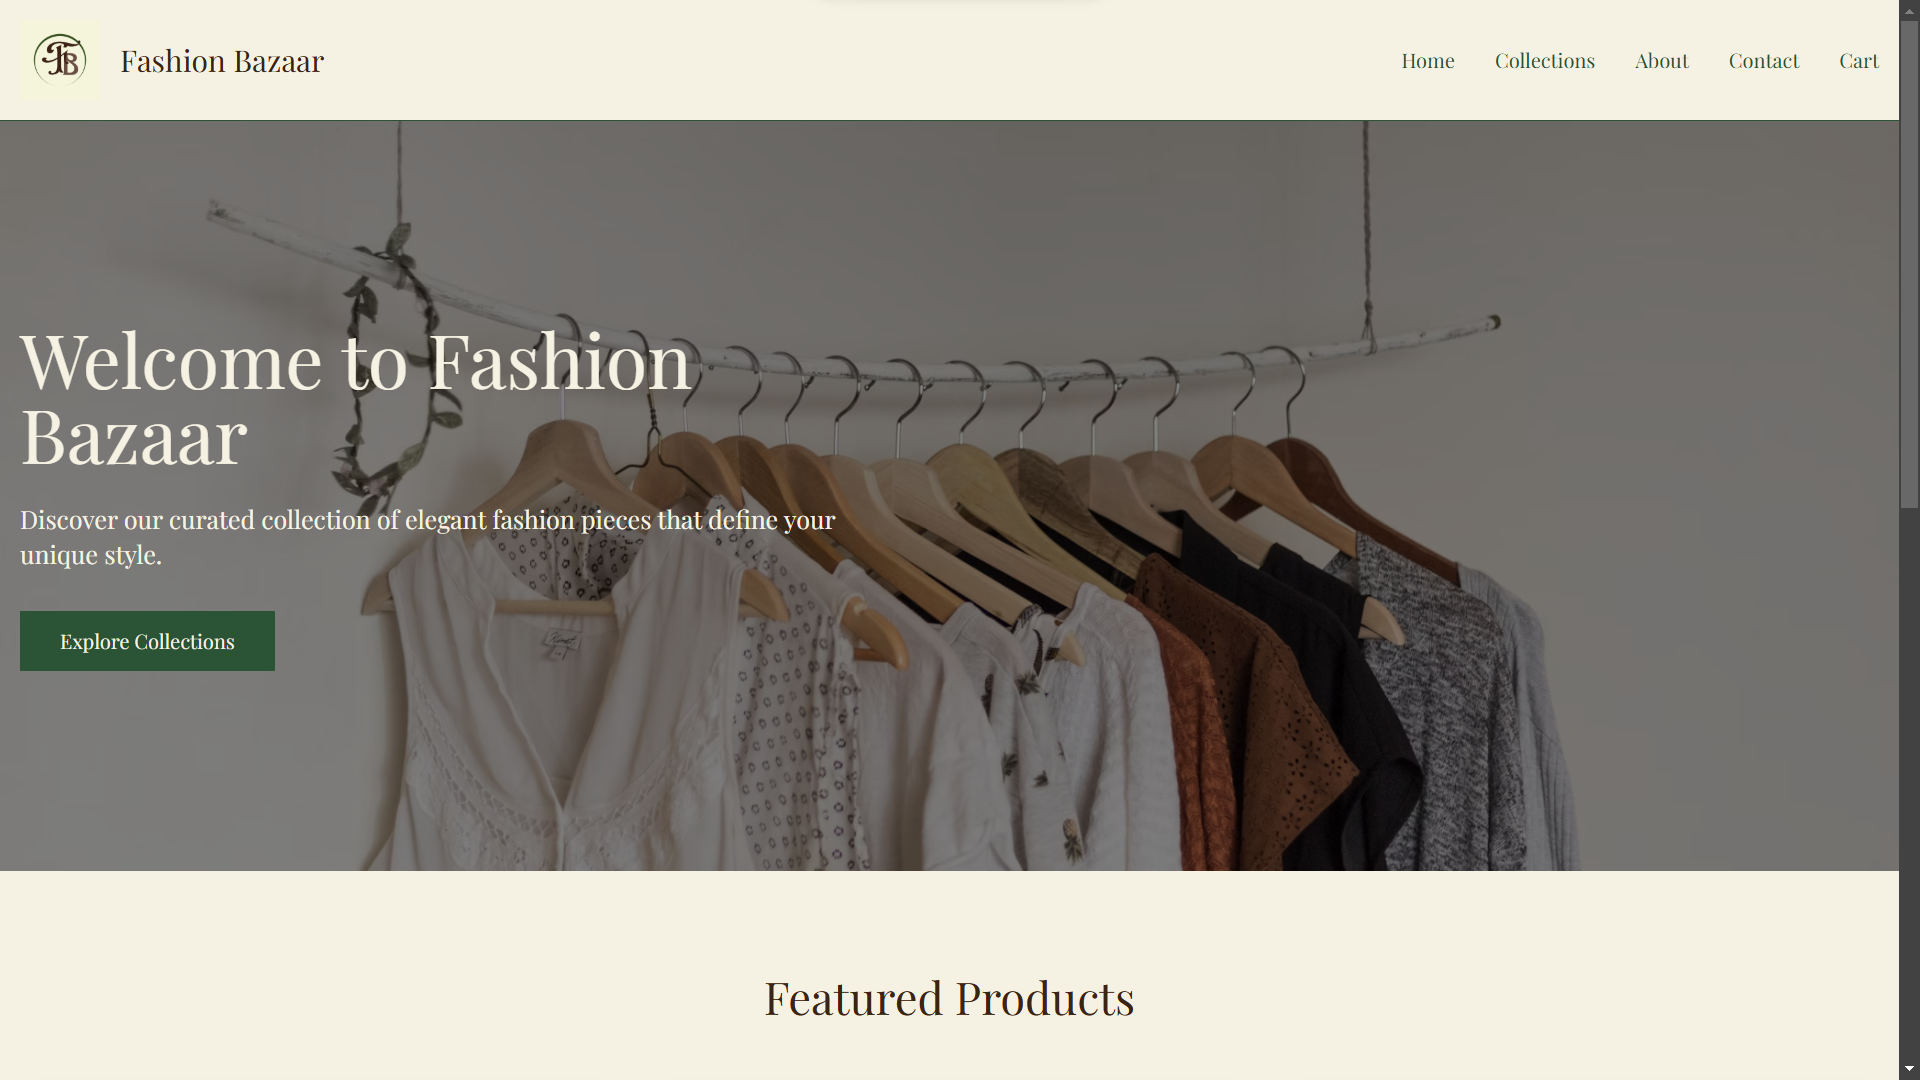 FB
Fashion Bazaar
Home
Collections
About
Contact
Cart
Welcome to Fashion
Bazaar
Discover our curated collection of elegant fashion pieces that define your
unique style.
Explore Collections
Featured Products